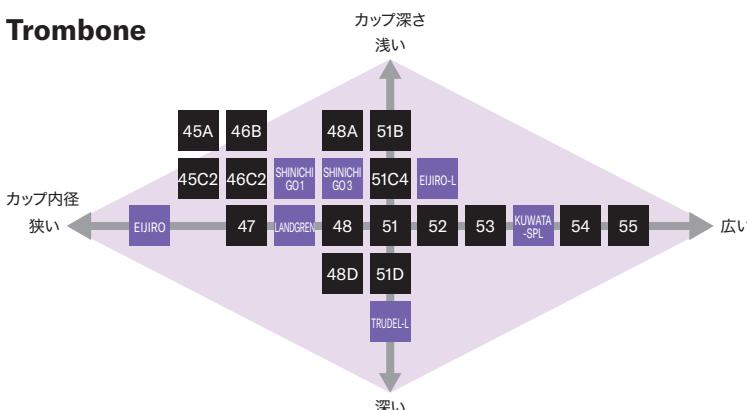 Trombone
カップ深さ
浅い
45A 46B 48A 51B
45C2 46C2 SHINICHI GO1 SHINICHI GO3 51C4 EIJIRO-L
カップ内径
狭い EIJIRO 47 LANDGREN 48 51 52 53 KUWATA-SPL 54 55 広い
48D 51D
TRUDEL-L
深い